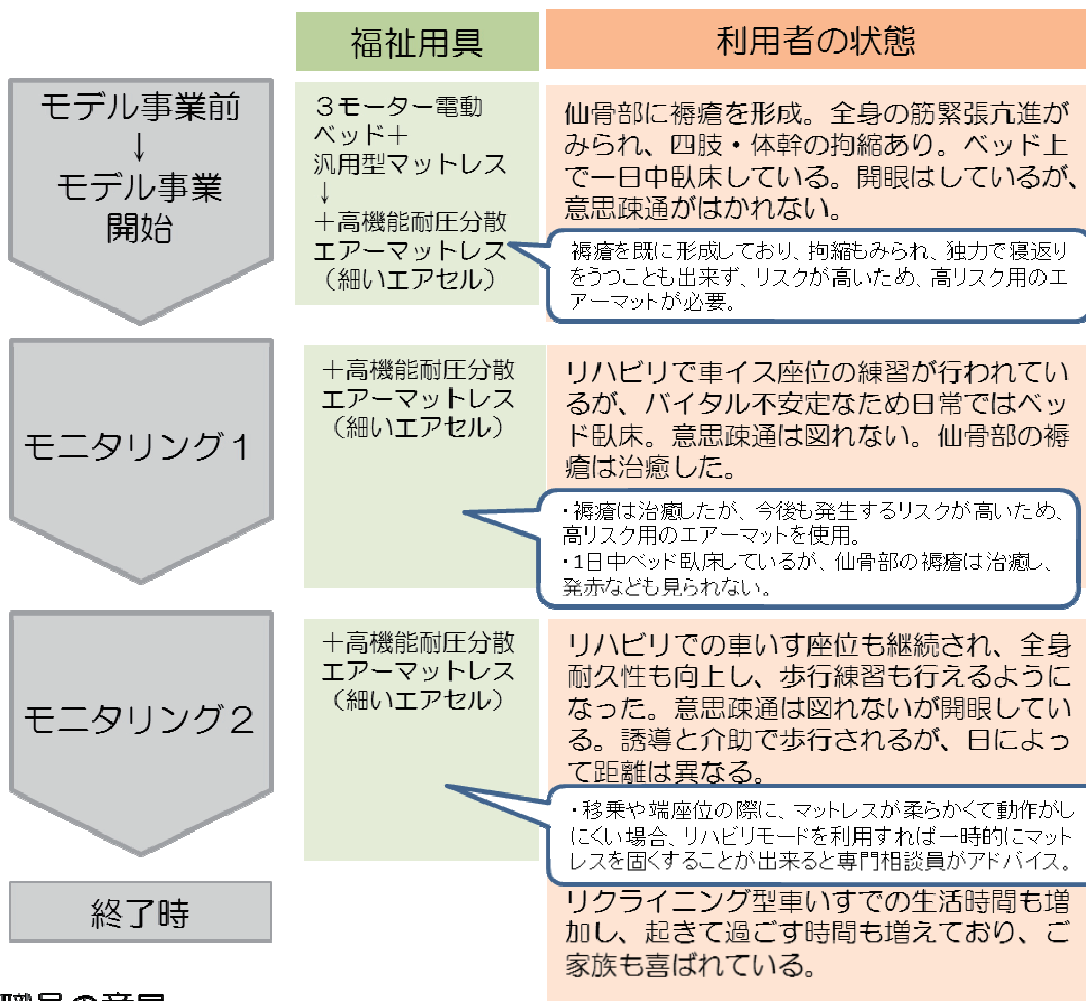 福祉用具
利用者の状態
モデル事業前
↓
モデル事業
開始
３モーター電動
ベッド＋
汎用型マットレス
↓
＋高機能耐圧分散
エアーマットレス
（細いエアセル）
仙骨部に褥瘡を形成。全身の筋緊張亢進が
みられ、四肢・体幹の拘縮あり。ベッド上
で一日中臥床している。開眼はしているが、
意思疎通がはかれない。
褥瘡を既に形成しており、拘縮もみられ、独力で寝返り
をうつことも出来ず、リスクが高いため、高リスク用のエ
アーマットが必要。
モニタリング１
＋高機能耐圧分散
エアーマットレス
（細いエアセル）
リハビリで車イス座位の練習が行われてい
るが、バイタル不安定なため日常ではベッ
ド臥床。意思疎通は図れない。仙骨部の褥
瘡は治癒した。
・褥瘡は治癒したが、今後も発生するリスクが高いため、
高リスク用のエアーマットを使用。
・1日中ベッド臥床しているが、仙骨部の褥瘡は治癒し、
発赤なども見られない。
モニタリング２
＋高機能耐圧分散
エアーマットレス
（細いエアセル）
リハビリでの車いす座位も継続され、全身
耐久性も向上し、歩行練習も行えるように
なった。意思疎通は図れないが開眼してい
る。誘導と介助で歩行されるが、日によっ
て距離は異なる。
・移乗や端座位の際に、マットレスが柔らかくて動作がし
にくい場合、リハビリモードを利用すれば一時的にマット
レスを固くすることが出来ると専門相談員がアドバイス。
終了時
リクライニング型車いすでの生活時間も増
加し、起きて過ごす時間も増えており、ご
家族も喜ばれている。